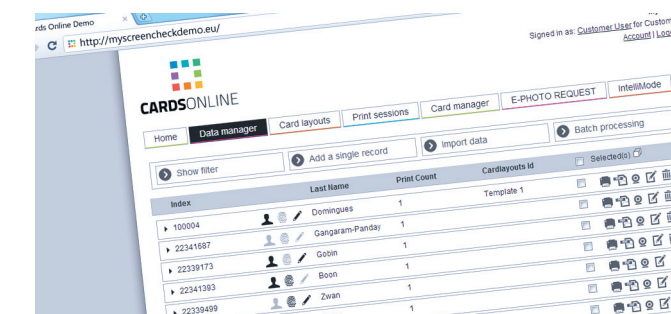 rds Online Demo
http://myscreencheckdemo.eu/
Signed in as: Customer User for Custom
Account | Log
CARDSONLINE
Home Data manager Card layouts Print sessions Card manager E-PHOTO REQUEST IntelliMode
Show filter Add a single record Import data Batch processing
Index Last Name Print Count Cardlayouts Id Selected(0)
100004 Domingues 1 Template 1
22341687 Gangaram-Panday 1
22339173 Gobin 1
22341393 Boon 1
22339499 Zwan 1
1